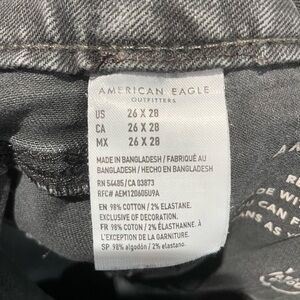 AMERICAN EAGLE
OUTFITTERS
US 26 X 28
CA 26 X 28
MX 26 X 28
MADE IN BANGLADESH / FABRIQUÉ AU
BANGLADESH / HECHO EN BANGLADESH
RN 54485/CA 03873
RFC# AEM120605U9A
EN 98% COTTON / 2% ELASTANE.
EXCLUSIVE OF DECORATION.
FR 98% COTON / 2% ÉLASTHANNE / À
L'EXCEPTION DE LA GARNITURE.
SP 98% algodón / 2% elastano.